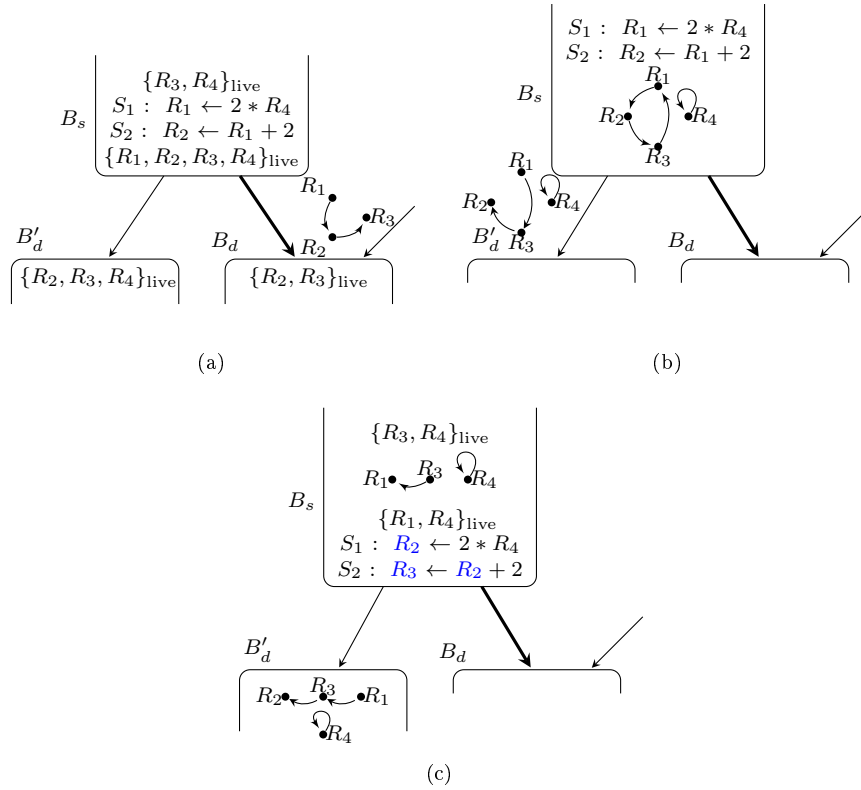 {R₃, R₄}live
S₁ : R₁ ← 2 * R₄
S₂ : R₂ ← R₁ + 2
{R₁, R₂, R₃, R₄}live
Bₛ
R₁
R₃
R₂
B′d
Bd
{R₂, R₃, R₄}live
{R₂, R₃}live
(a)
S₁ : R₁ ← 2 * R₄
S₂ : R₂ ← R₁ + 2
Bₛ
R₁
R₂
R₄
R₃
R₁
R₂
R₄
R₃
B′d
Bd
(b)
{R₃, R₄}live
R₁
R₃
R₄
Bₛ
{R₁, R₄}live
S₁ : R₂ ← 2 * R₄
S₂ : R₃ ← R₂ + 2
B′d
Bd
R₂
R₃
R₁
R₄
(c)